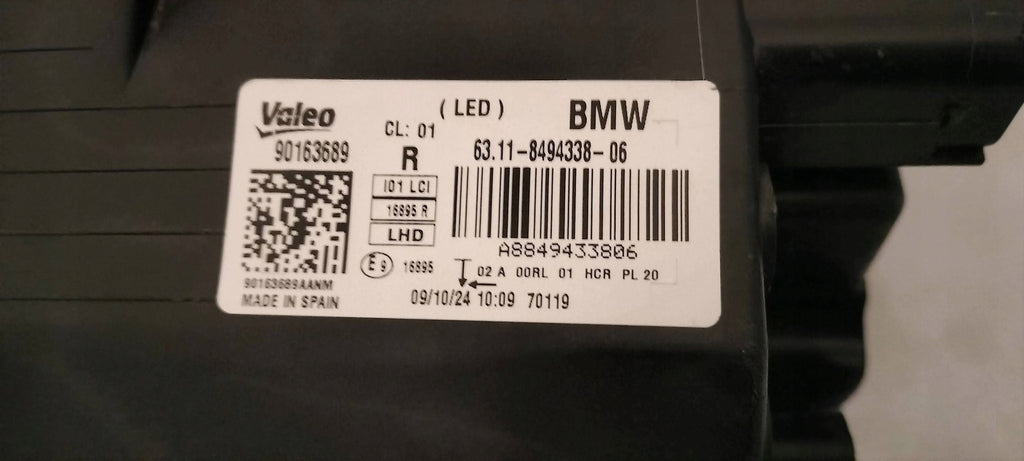 Valeo
90163689
90163689AANM
MADE IN SPAIN
( LED )
CL: 01
R
I01 LCI
16895 R
LHD
E9 16895
BMW
63.11-8494338-06
A8849433806
02 A 00RL 01 HCR PL 20
09/10/24 10:09 70119